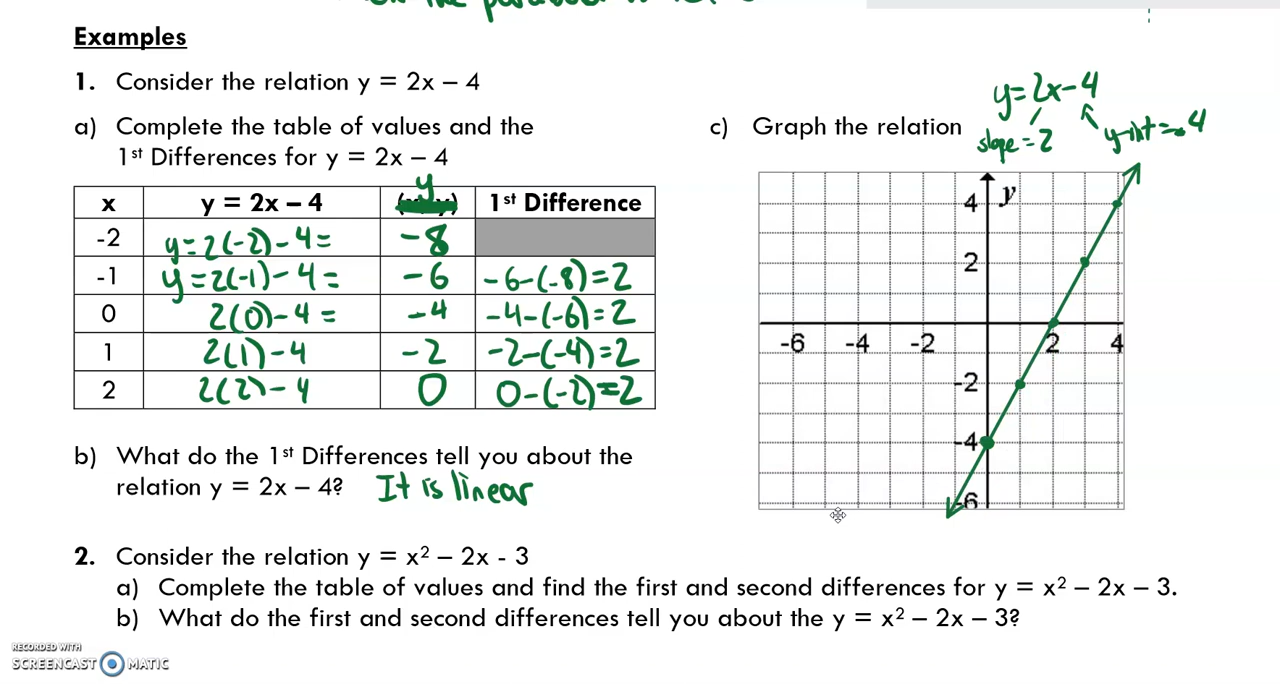 Examples
1. Consider the relation y = 2x – 4
a) Complete the table of values and the
1st Differences for y = 2x – 4
x y = 2x – 4 y 1st Difference
-2 y=2(-2)-4= -8
-1 y=2(-1)-4= -6 -6-(-8)=2
0 2(0)-4= -4 -4-(-6)=2
1 2(1)-4 -2 -2-(-4)=2
2 2(2)-4 0 0-(-2)=2
b) What do the 1st Differences tell you about the
relation y = 2x – 4? It is linear
c) Graph the relation
y=2x-4
slope=2
y-int=-4
y
4
2
-6 -4 -2 2 4
-2
-4
-6
2. Consider the relation y = x² – 2x - 3
a) Complete the table of values and find the first and second differences for y = x² – 2x – 3.
b) What do the first and second differences tell you about the y = x² – 2x – 3?
RECORDED WITH
SCREENCAST MATIC